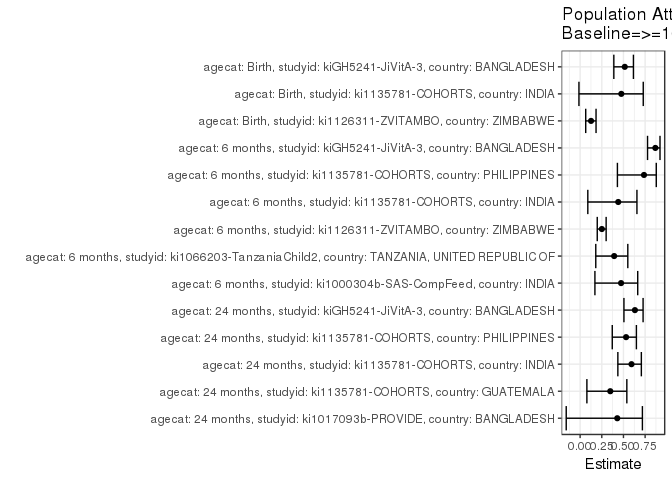 Population Att
Baseline=>=1
agecat: Birth, studyid: kiGH5241-JiVitA-3, country: BANGLADESH
agecat: Birth, studyid: ki1135781-COHORTS, country: INDIA
agecat: Birth, studyid: ki1126311-ZVITAMBO, country: ZIMBABWE
agecat: 6 months, studyid: kiGH5241-JiVitA-3, country: BANGLADESH
agecat: 6 months, studyid: ki1135781-COHORTS, country: PHILIPPINES
agecat: 6 months, studyid: ki1135781-COHORTS, country: INDIA
agecat: 6 months, studyid: ki1126311-ZVITAMBO, country: ZIMBABWE
agecat: 6 months, studyid: ki1066203-TanzaniaChild2, country: TANZANIA, UNITED REPUBLIC OF
agecat: 6 months, studyid: ki1000304b-SAS-CompFeed, country: INDIA
agecat: 24 months, studyid: kiGH5241-JiVitA-3, country: BANGLADESH
agecat: 24 months, studyid: ki1135781-COHORTS, country: PHILIPPINES
agecat: 24 months, studyid: ki1135781-COHORTS, country: INDIA
agecat: 24 months, studyid: ki1135781-COHORTS, country: GUATEMALA
agecat: 24 months, studyid: ki1017093b-PROVIDE, country: BANGLADESH
0.00 0.25 0.50 0.75
Estimate